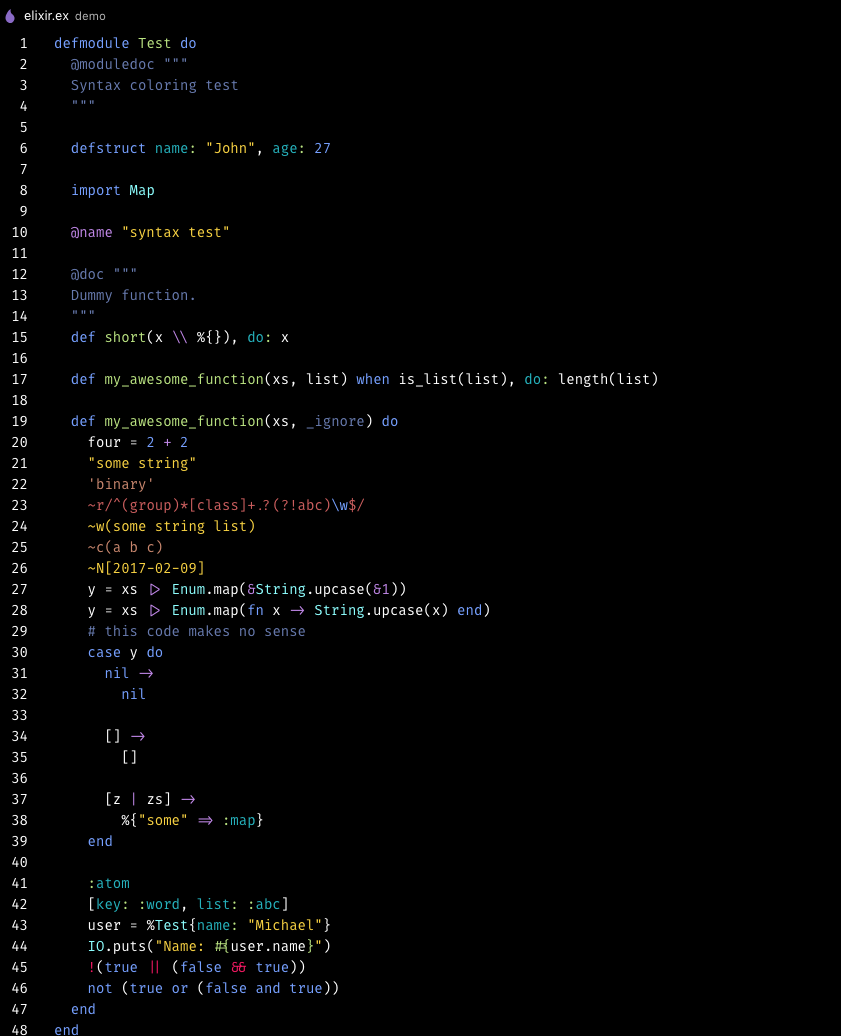 elixir.ex demo
1 defmodule Test do
2   @moduledoc """
3   Syntax coloring test
4   """
5
6   defstruct name: "John", age: 27
7
8   import Map
9
10   @name "syntax test"
11
12   @doc """
13   Dummy function.
14   """
15   def short(x \\ %{}), do: x
16
17   def my_awesome_function(xs, list) when is_list(list), do: length(list)
18
19   def my_awesome_function(xs, _ignore) do
20     four = 2 + 2
21     "some string"
22     'binary'
23     ~r/^(group)*[class]+.?(?!abc)\w$/
24     ~w(some string list)
25     ~c(a b c)
26     ~N[2017-02-09]
27     y = xs |> Enum.map(&String.upcase(&1))
28     y = xs |> Enum.map(fn x -> String.upcase(x) end)
29     # this code makes no sense
30     case y do
31       nil ->
32         nil
33
34       [] ->
35         []
36
37       [z | zs] ->
38         %{"some" => :map}
39     end
40
41     :atom
42     [key: :word, list: :abc]
43     user = %Test{name: "Michael"}
44     IO.puts("Name: #{user.name}")
45     !(true || (false && true))
46     not (true or (false and true))
47   end
48 end